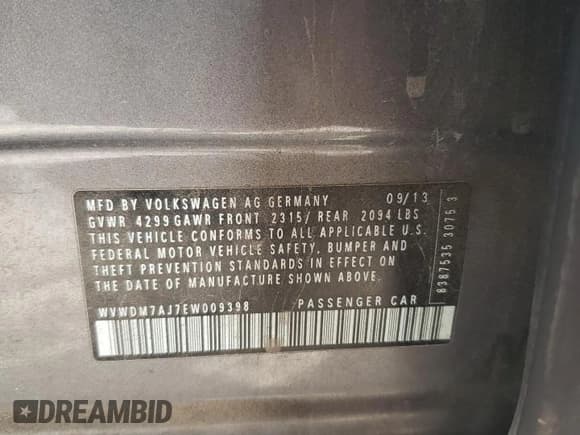 MFD BY VOLKSWAGEN AG GERMANY 09/13
GVWR 4299 GAWR FRONT 2315/ REAR 2094 LBS
THIS VEHICLE CONFORMS TO ALL APPLICABLE U.S.
FEDERAL MOTOR VEHICLE SAFETY, BUMPER AND
THEFT PREVENTION STANDARDS IN EFFECT ON
THE DATE OF MANUFACTURE SHOWN ABOVE.
WVWDM7AJ7EW009398 PASSENGER CAR
8387535 3075 3
DREAMBID